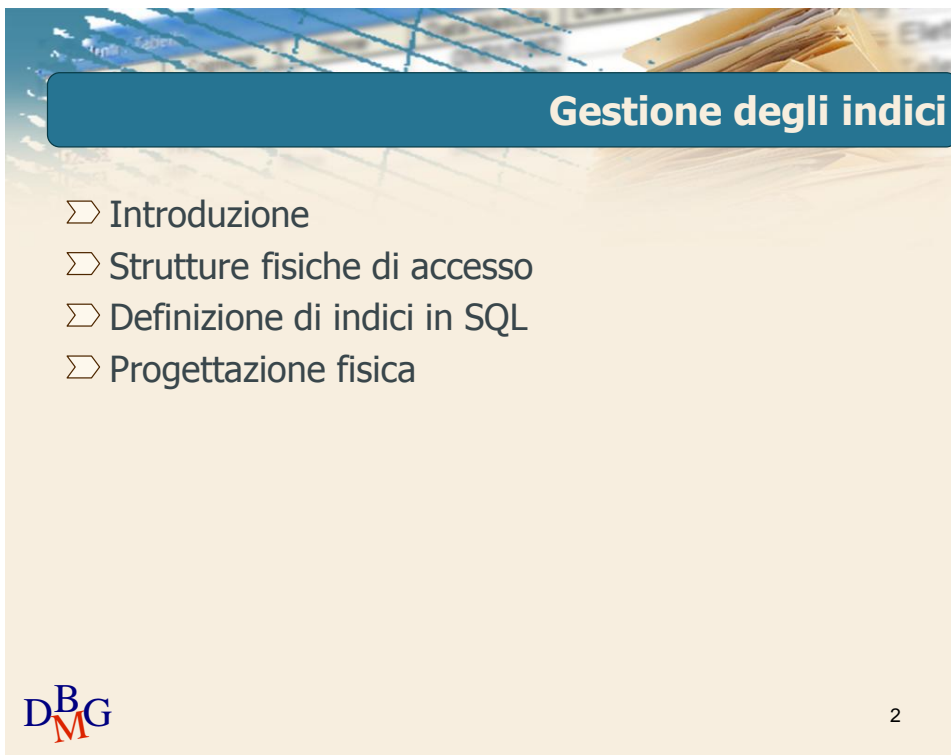 Gestione degli indici
Introduzione
Strutture fisiche di accesso
Definizione di indici in SQL
Progettazione fisica
DBMG
2